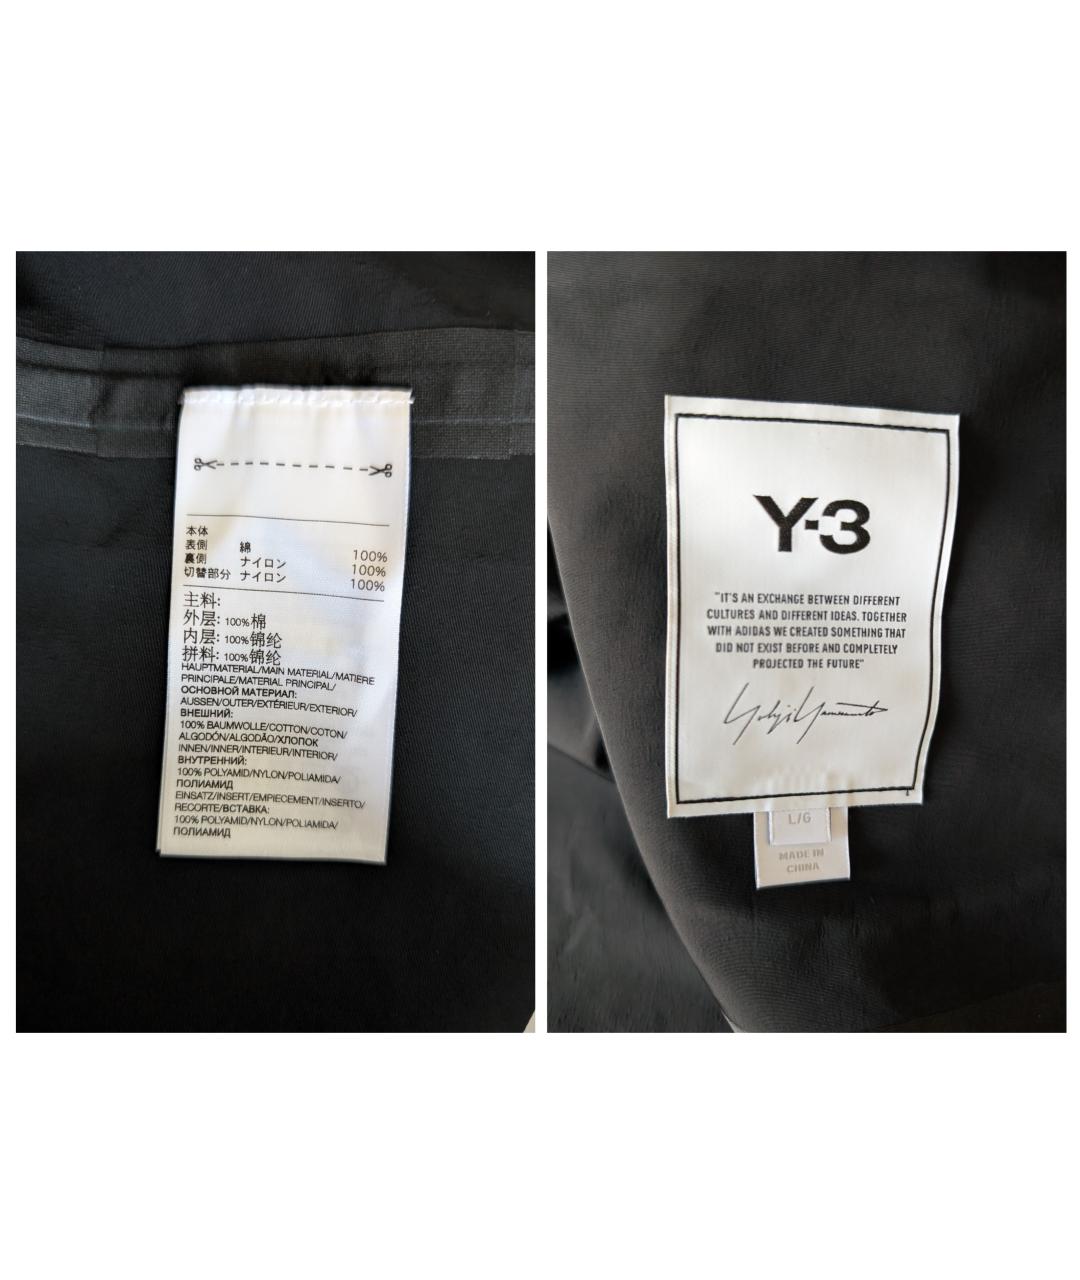 本体
表側 綿 100%
裏側 ナイロン 100%
切替部分 ナイロン 100%
主料:
外层: 100%棉
内层: 100%锦纶
拼料: 100%锦纶
HAUPTMATERIAL/MAIN MATERIAL/MATIERE
PRINCIPALE/MATERIAL PRINCIPAL/
ОСНОВНОЙ МАТЕРИАЛ:
AUSSEN/OUTER/EXTÉRIEUR/EXTERIOR/
ВНЕШНИЙ:
100% BAUMWOLLE/COTTON/COTON/
ALGODÓN/ALGODÃO/ХЛОПОК
INNEN/INNER/INTERIEUR/INTERIOR/
ВНУТРЕННИЙ:
100% POLYAMID/NYLON/POLIAMIDA/
ПОЛИАМИД
EINSATZ/INSERT/EMPIECEMENT/INSERTO/
RECORTE/ВСТАВКА:
100% POLYAMID/NYLON/POLIAMIDA/
ПОЛИАМИД
Y-3
"IT'S AN EXCHANGE BETWEEN DIFFERENT
CULTURES AND DIFFERENT IDEAS. TOGETHER
WITH ADIDAS WE CREATED SOMETHING THAT
DID NOT EXIST BEFORE AND COMPLETELY
PROJECTED THE FUTURE"
Yohji Yamamoto
L/G
MADE IN
CHINA